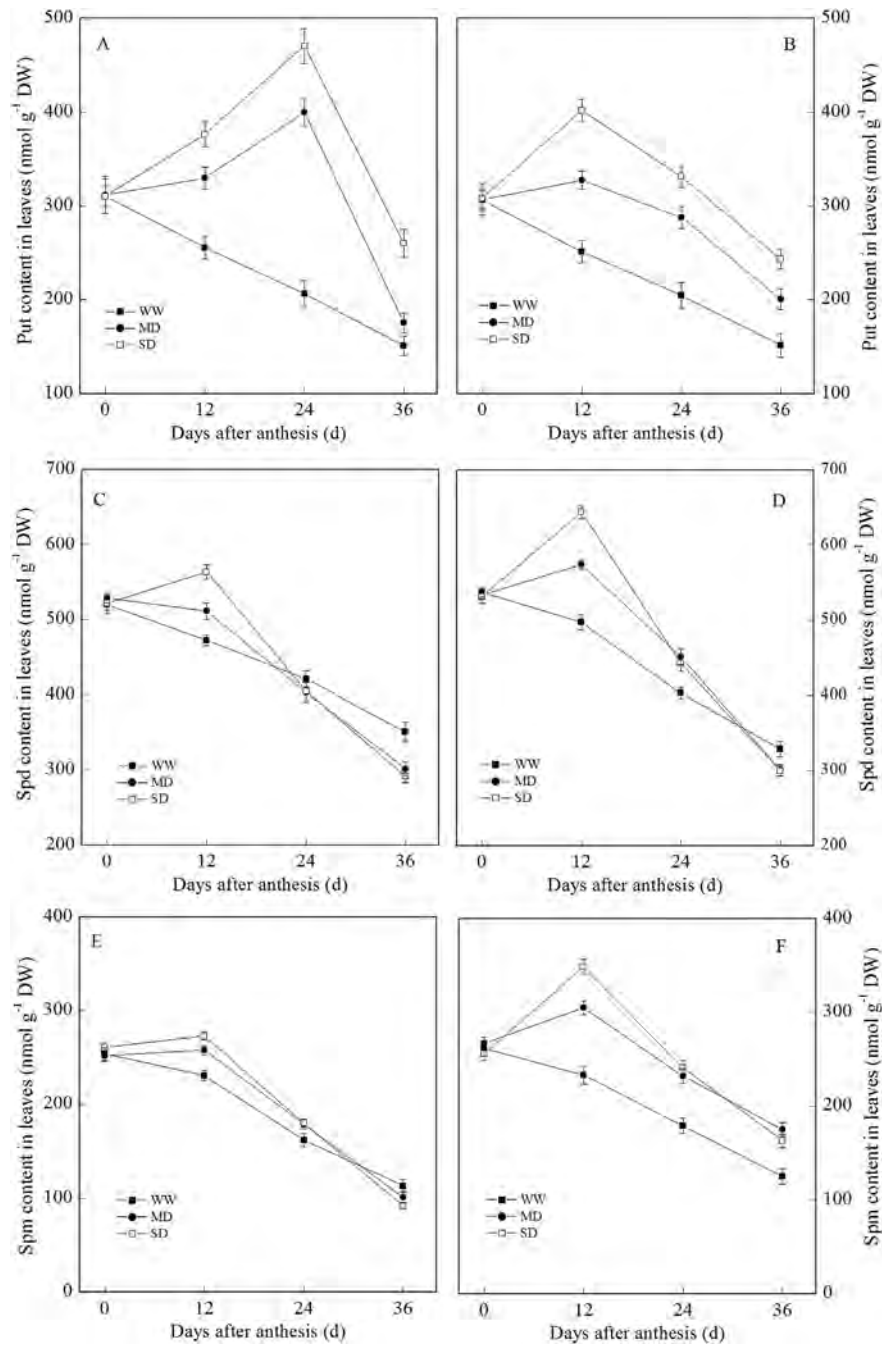 A
B
500
400
300
200
100
Put content in leaves (nmol g⁻¹ DW)
WW
MD
SD
0 12 24 36
Days after anthesis (d)
500
400
300
200
100
Put content in leaves (nmol g⁻¹ DW)
WW
MD
SD
0 12 24 36
Days after anthesis (d)
C
D
700
600
500
400
300
200
Spd content in leaves (nmol g⁻¹ DW)
WW
MD
SD
0 12 24 36
Days after anthesis (d)
700
600
500
400
300
200
Spd content in leaves (nmol g⁻¹ DW)
WW
MD
SD
0 12 24 36
Days after anthesis (d)
E
F
400
300
200
100
0
Spm content in leaves (nmol g⁻¹ DW)
WW
MD
SD
0 12 24 36
Days after anthesis (d)
400
300
200
100
0
Spm content in leaves (nmol g⁻¹ DW)
WW
MD
SD
0 12 24 36
Days after anthesis (d)